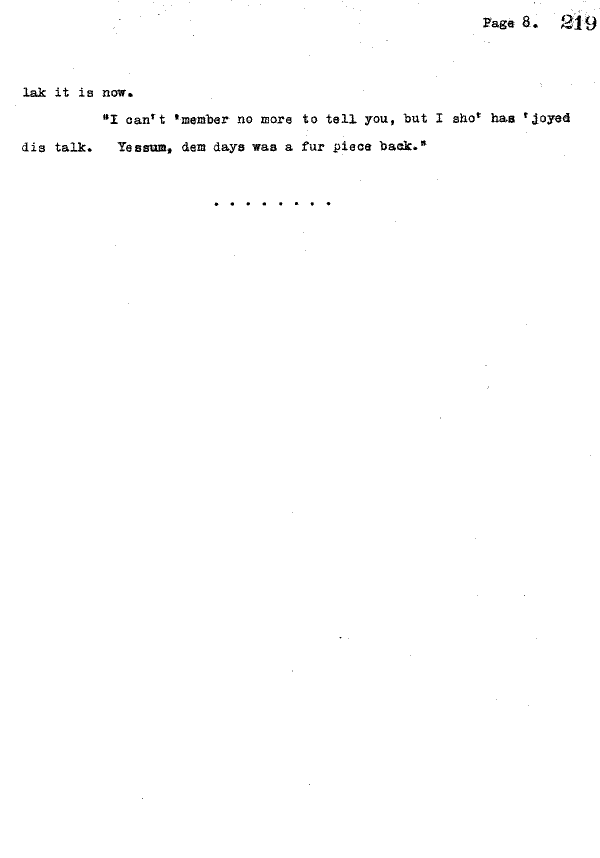 Page 8. 219
lak it is now.
"I can't 'member no more to tell you, but I sho' has 'joyed
dis talk. Yessum, dem days was a fur piece back."
. . . . . . . .